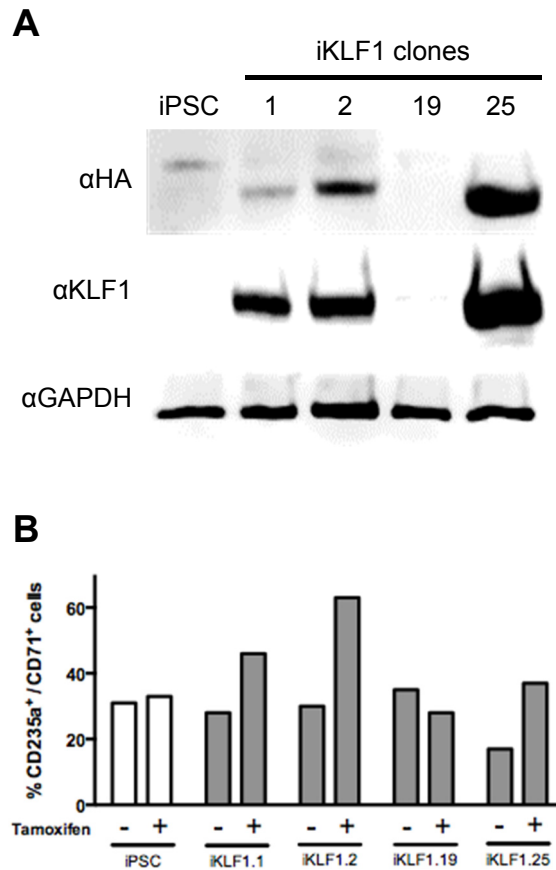 A
iKLF1 clones
iPSC 1 2 19 25
αHA
αKLF1
αGAPDH
B
% CD235a⁺ / CD71⁺ cells
60
40
20
0
Tamoxifen - + - + - + - + - +
iPSC iKLF1.1 iKLF1.2 iKLF1.19 iKLF1.25